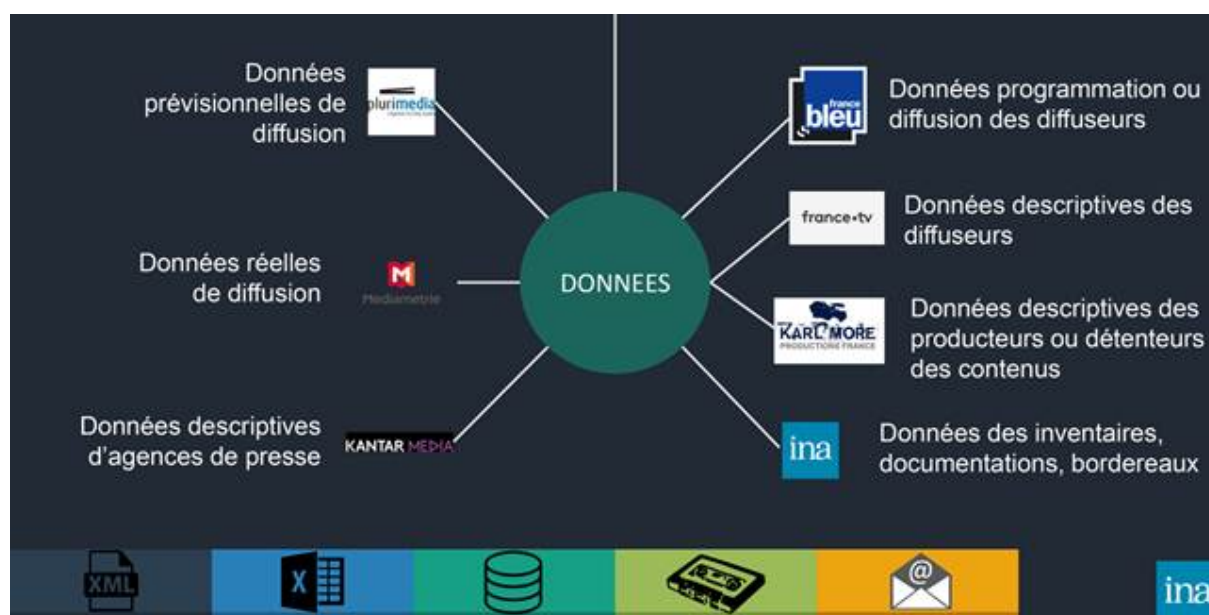 Données
prévisionnelles de
diffusion
plurimedia
Données réelles
de diffusion
Mediametrie
Données descriptives
d'agences de presse
KANTAR MEDIA
DONNEES
france
bleu
Données programmation ou
diffusion des diffuseurs
france•tv
Données descriptives des
diffuseurs
KARL MORE
PRODUCTIONS FRANCE
Données descriptives des
producteurs ou détenteurs
des contenus
ina
Données des inventaires,
documentations, bordereaux
XML
X
@
ina